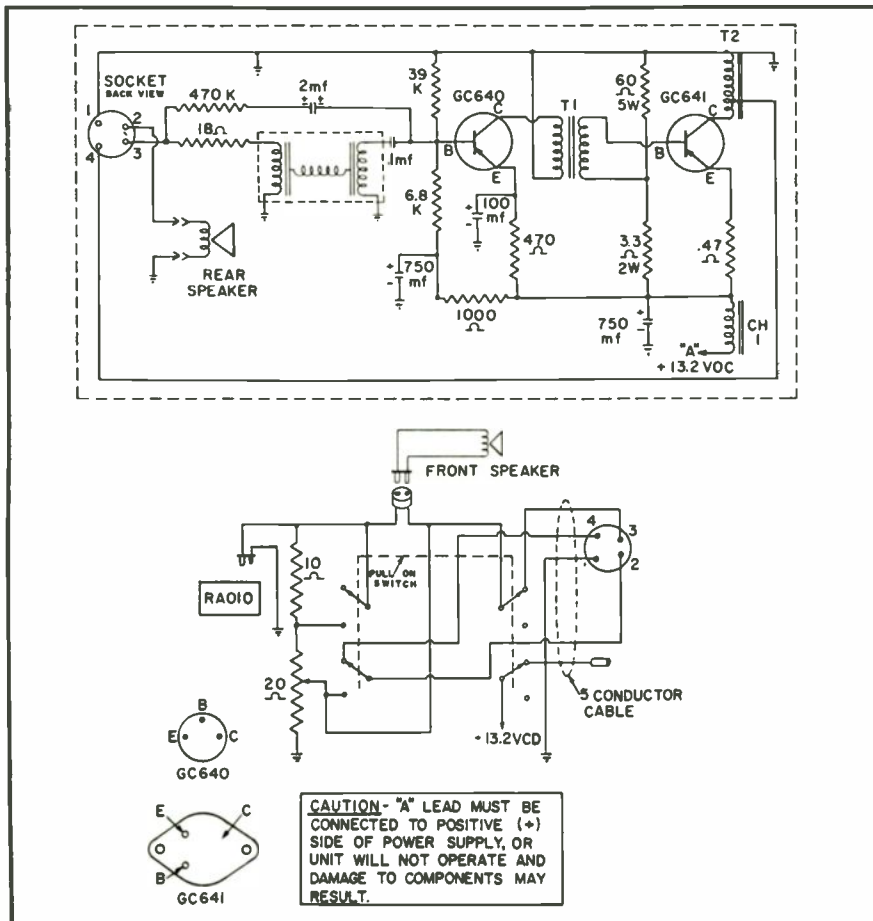 T2
SOCKET
BACK VIEW
470 K
2mf
39
K
GC640
T1
60
Ω
5W
GC641
1
2
3
4
18Ω
.1mf
B
C
E
B
C
E
6.8
K
100
mf
470
Ω
3.3
Ω
2W
.47
Ω
REAR
SPEAKER
750
mf
1000
Ω
750
mf
"A"
+13.2 VOC
CH
1
FRONT SPEAKER
RADIO
10
Ω
PULL ON
SWITCH
4
3
2
20
Ω
+13.2VCD
5 CONDUCTOR
CABLE
B
E
C
GC640
E
C
B
GC641
CAUTION- "A" LEAD MUST BE
CONNECTED TO POSITIVE (+)
SIDE OF POWER SUPPLY, OR
UNIT WILL NOT OPERATE AND
DAMAGE TO COMPONENTS MAY
RESULT.